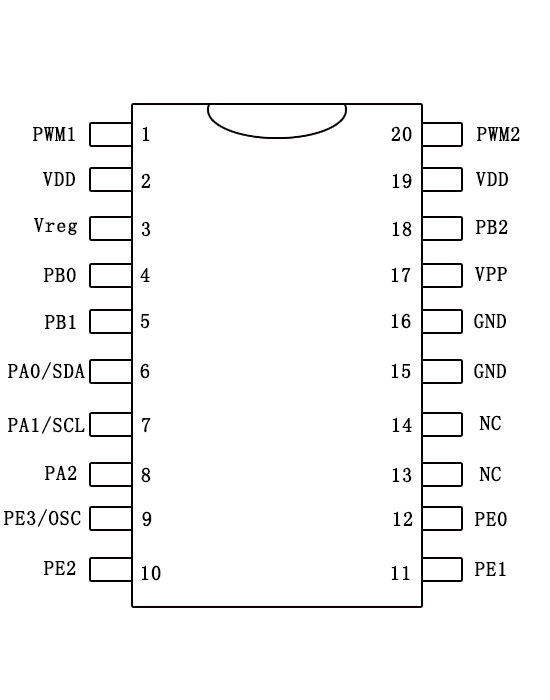 PWM1 1 20 PWM2
VDD 2 19 VDD
Vreg 3 18 PB2
PB0 4 17 VPP
PB1 5 16 GND
PA0/SDA 6 15 GND
PA1/SCL 7 14 NC
PA2 8 13 NC
PE3/OSC 9 12 PE0
PE2 10 11 PE1